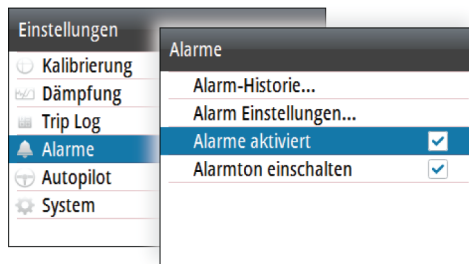 Einstellungen
Kalibrierung
Dämpfung
Trip Log
Alarme
Autopilot
System
Alarme
Alarm-Historie...
Alarm Einstellungen...
Alarme aktiviert
Alarmton einschalten